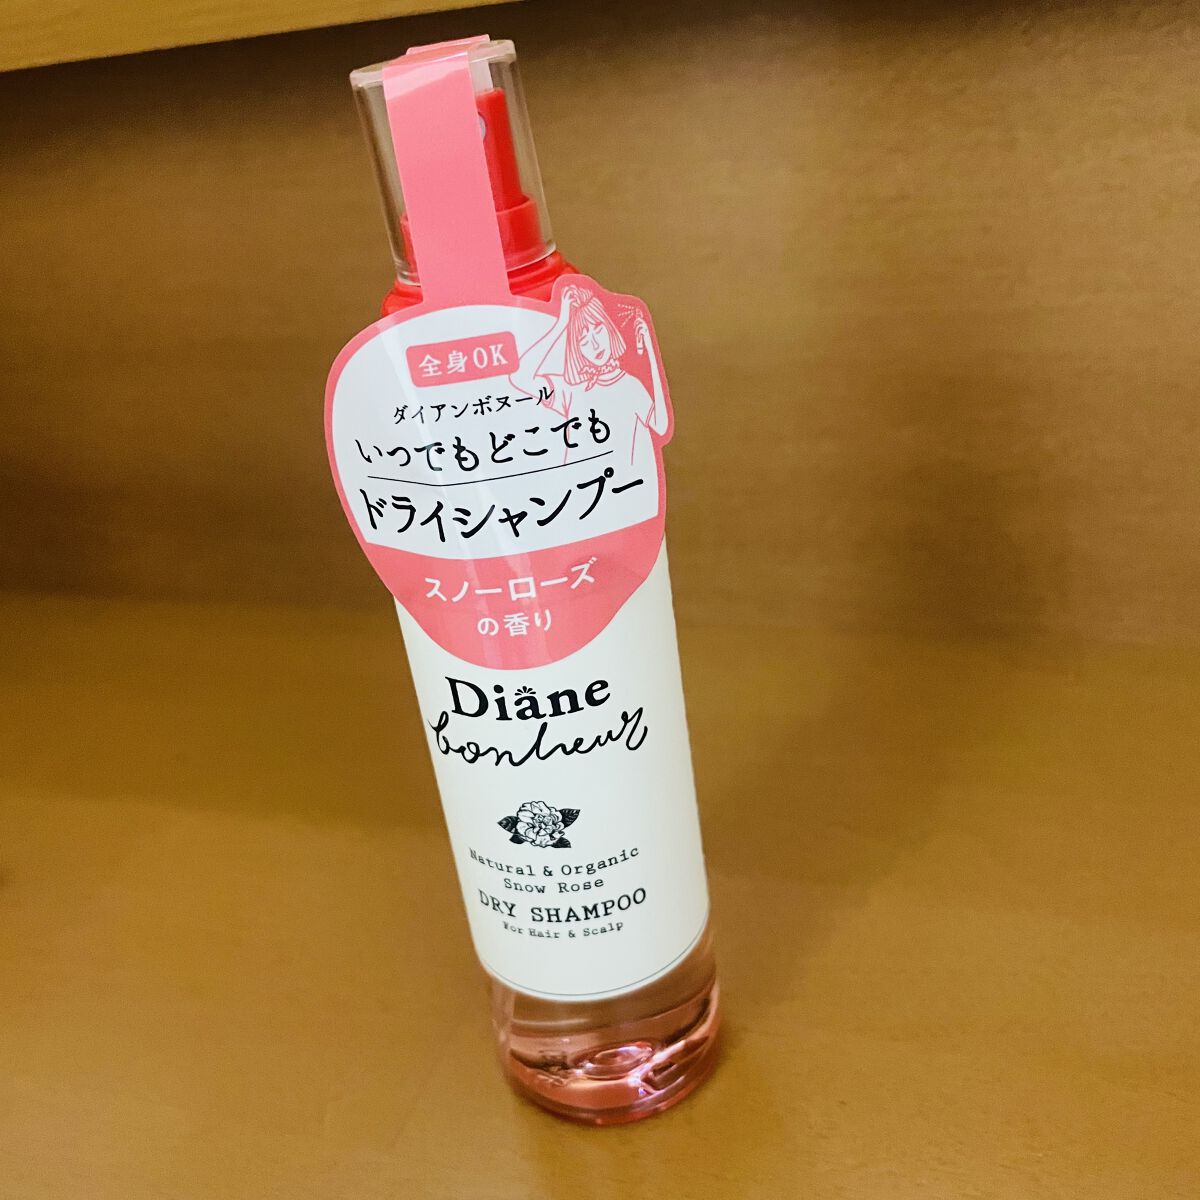 全身OK
ダイアンボヌール
いつでもどこでも
ドライシャンプー
スノーローズ
の香り
Diane
bonheur
Natural & Organic
Snow Rose
DRY SHAMPOO
For Hair & Scalp